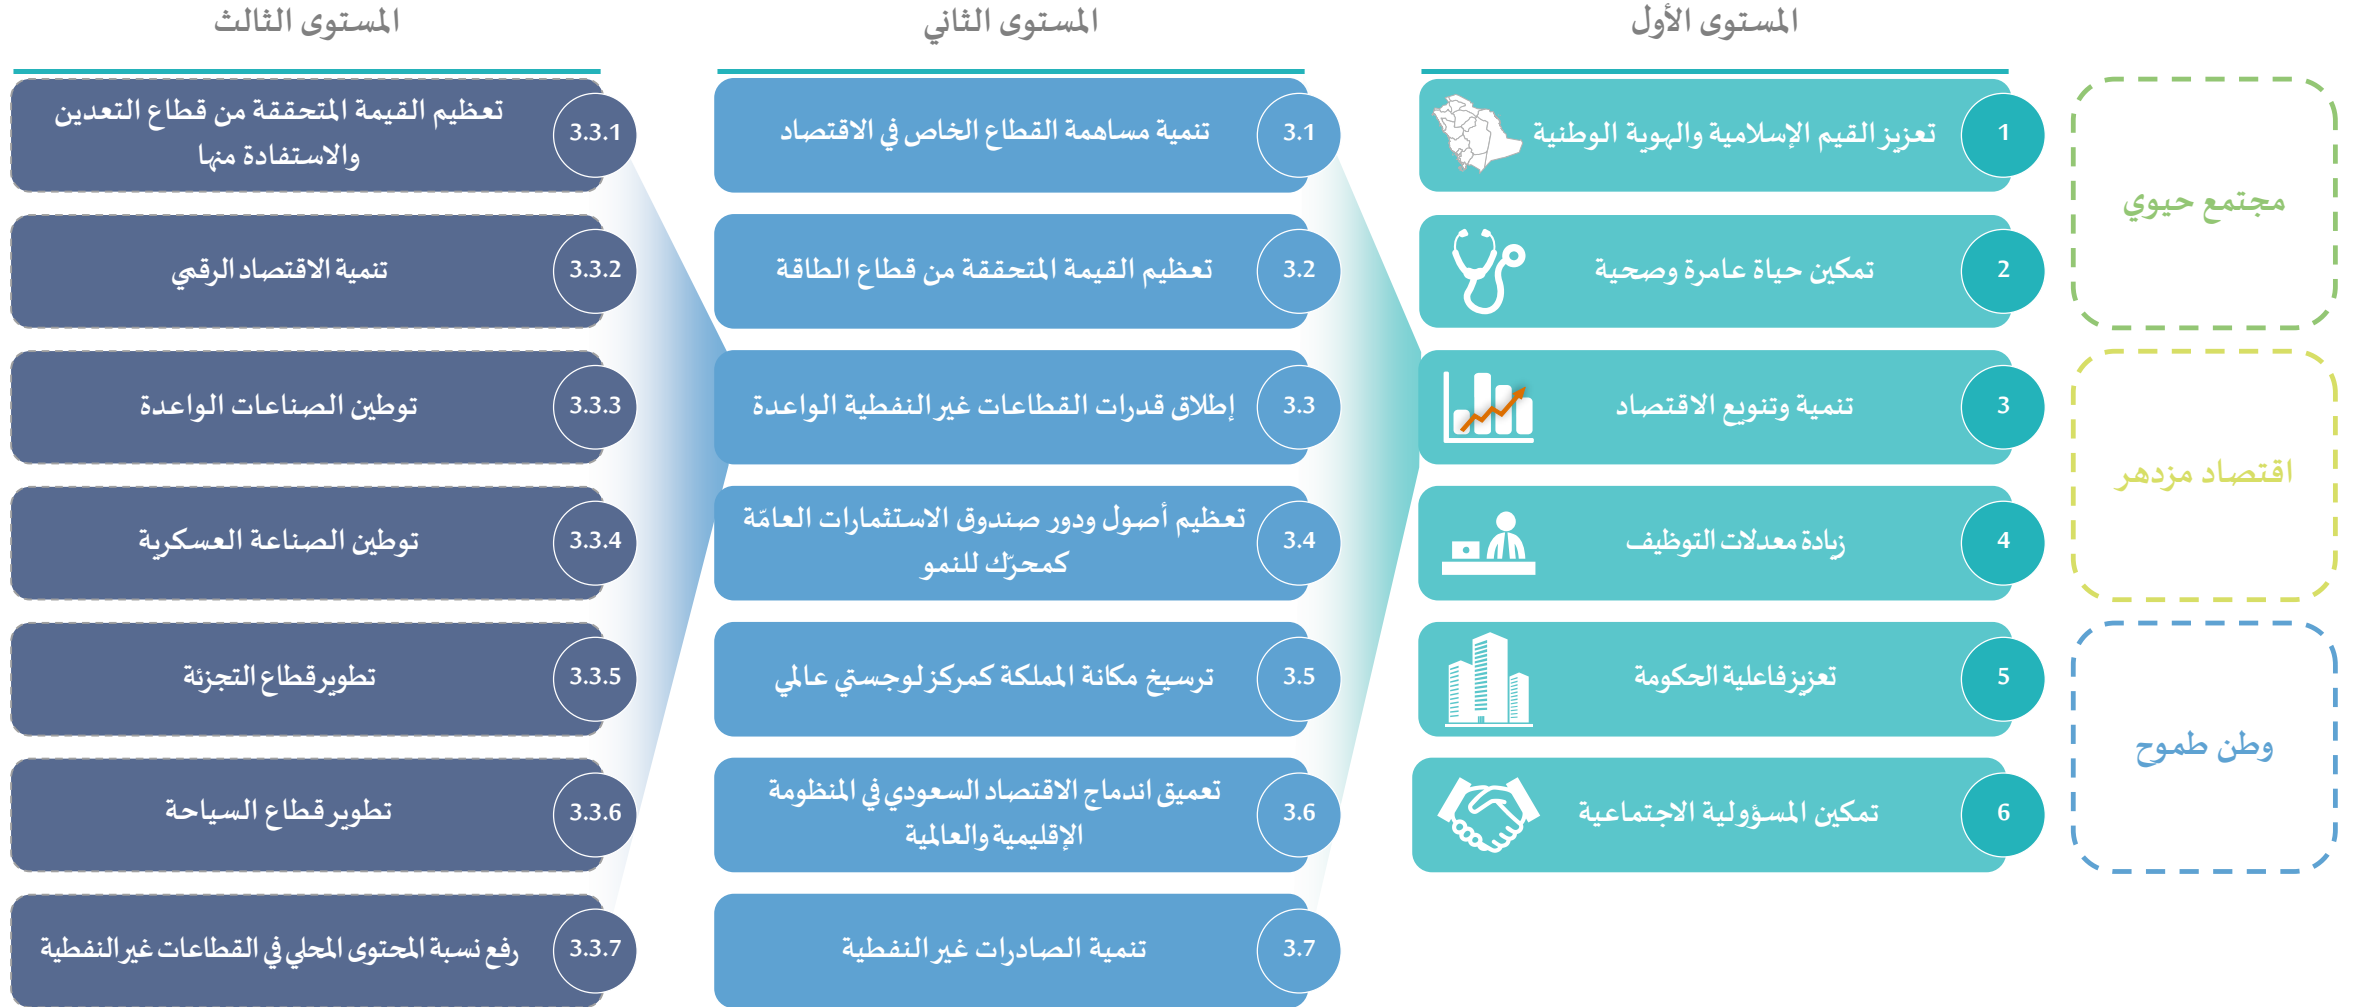 المستوى الأول
المستوى الثاني
المستوى الثالث
مجتمع حيوي
اقتصاد مزدهر
وطن طموح
1
تعزيز القيم الإسلامية والهوية الوطنية
2
تمكين حياة عامرة وصحية
3
تنمية وتنويع الاقتصاد
4
زيادة معدلات التوظيف
5
تعزيز فاعلية الحكومة
6
تمكين المسؤولية الاجتماعية
3.1
تنمية مساهمة القطاع الخاص في الاقتصاد
3.2
تعظيم القيمة المتحققة من قطاع الطاقة
3.3
إطلاق قدرات القطاعات غير النفطية الواعدة
3.4
تعظيم أصول ودور صندوق الاستثمارات العامّة
كمحرّك للنمو
3.5
ترسيخ مكانة المملكة كمركز لوجستي عالمي
3.6
تعميق اندماج الاقتصاد السعودي في المنظومة
الإقليمية والعالمية
3.7
تنمية الصادرات غير النفطية
3.3.1
تعظيم القيمة المتحققة من قطاع التعدين
والاستفادة منها
3.3.2
تنمية الاقتصاد الرقمي
3.3.3
توطين الصناعات الواعدة
3.3.4
توطين الصناعة العسكرية
3.3.5
تطوير قطاع التجزئة
3.3.6
تطوير قطاع السياحة
3.3.7
رفع نسبة المحتوى المحلي في القطاعات غير النفطية